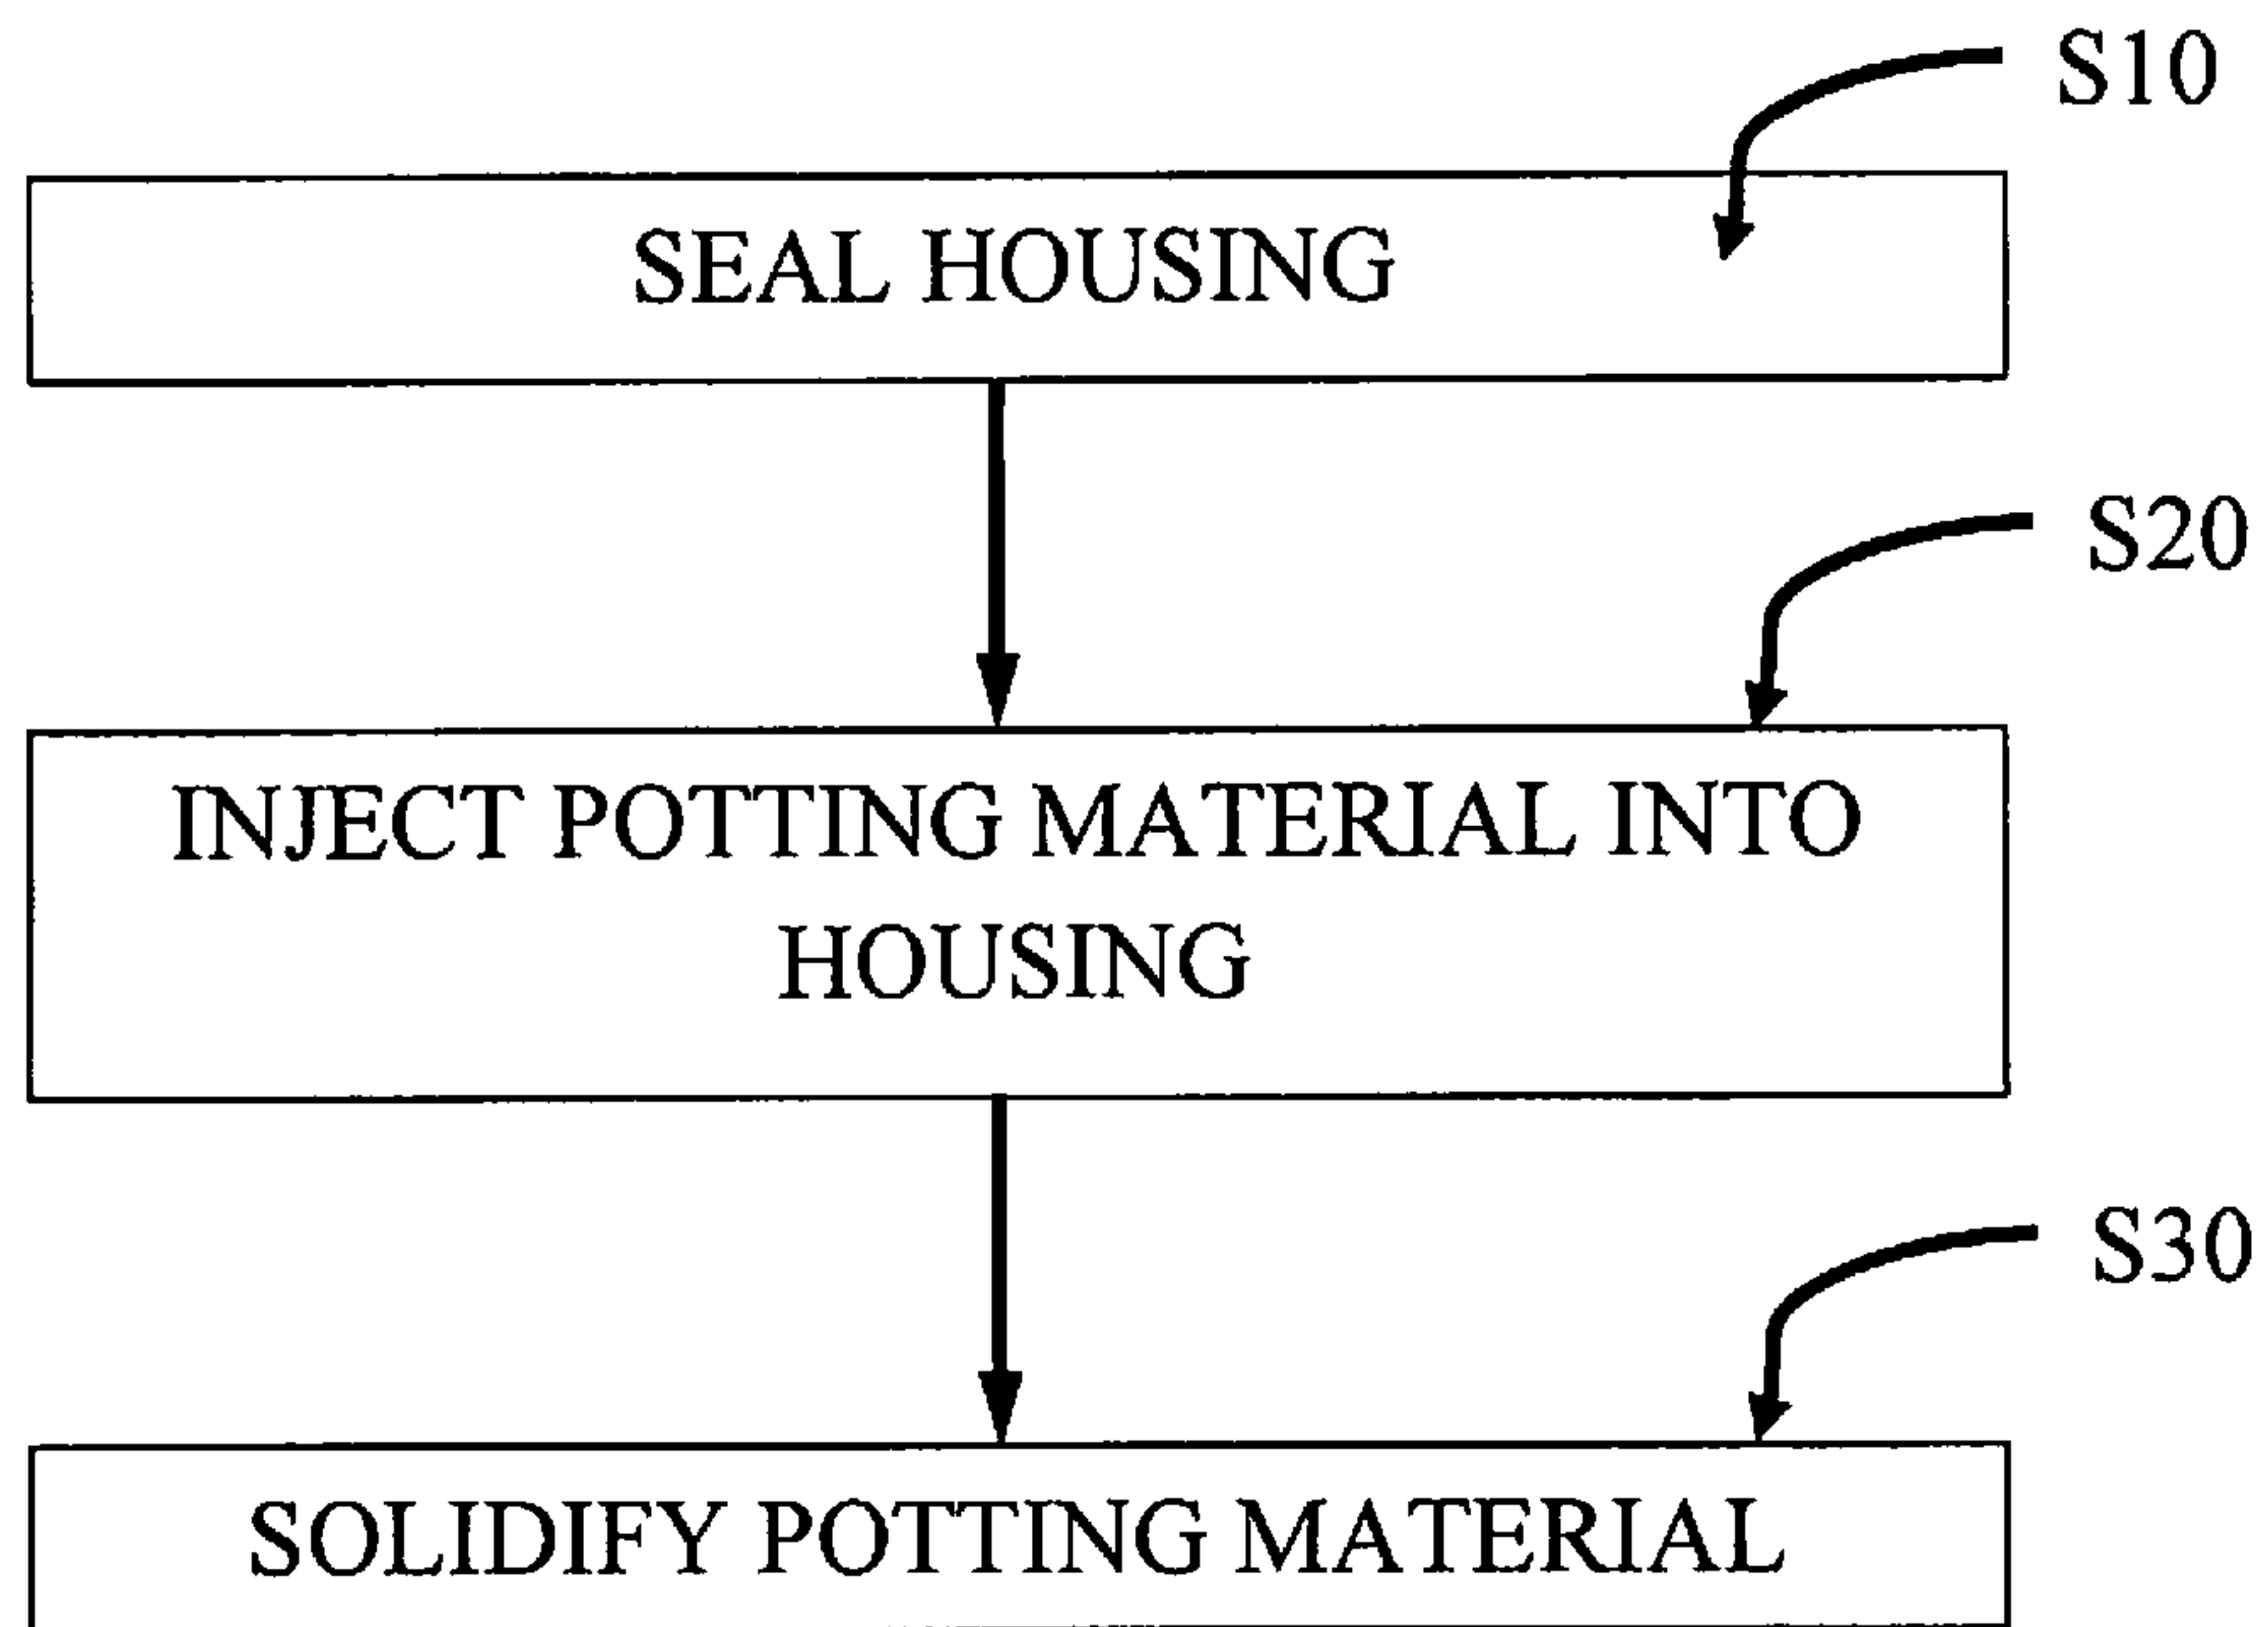 S10
SEAL HOUSING
S20
INJECT POTTING MATERIAL INTO
HOUSING
S30
SOLIDIFY POTTING MATERIAL